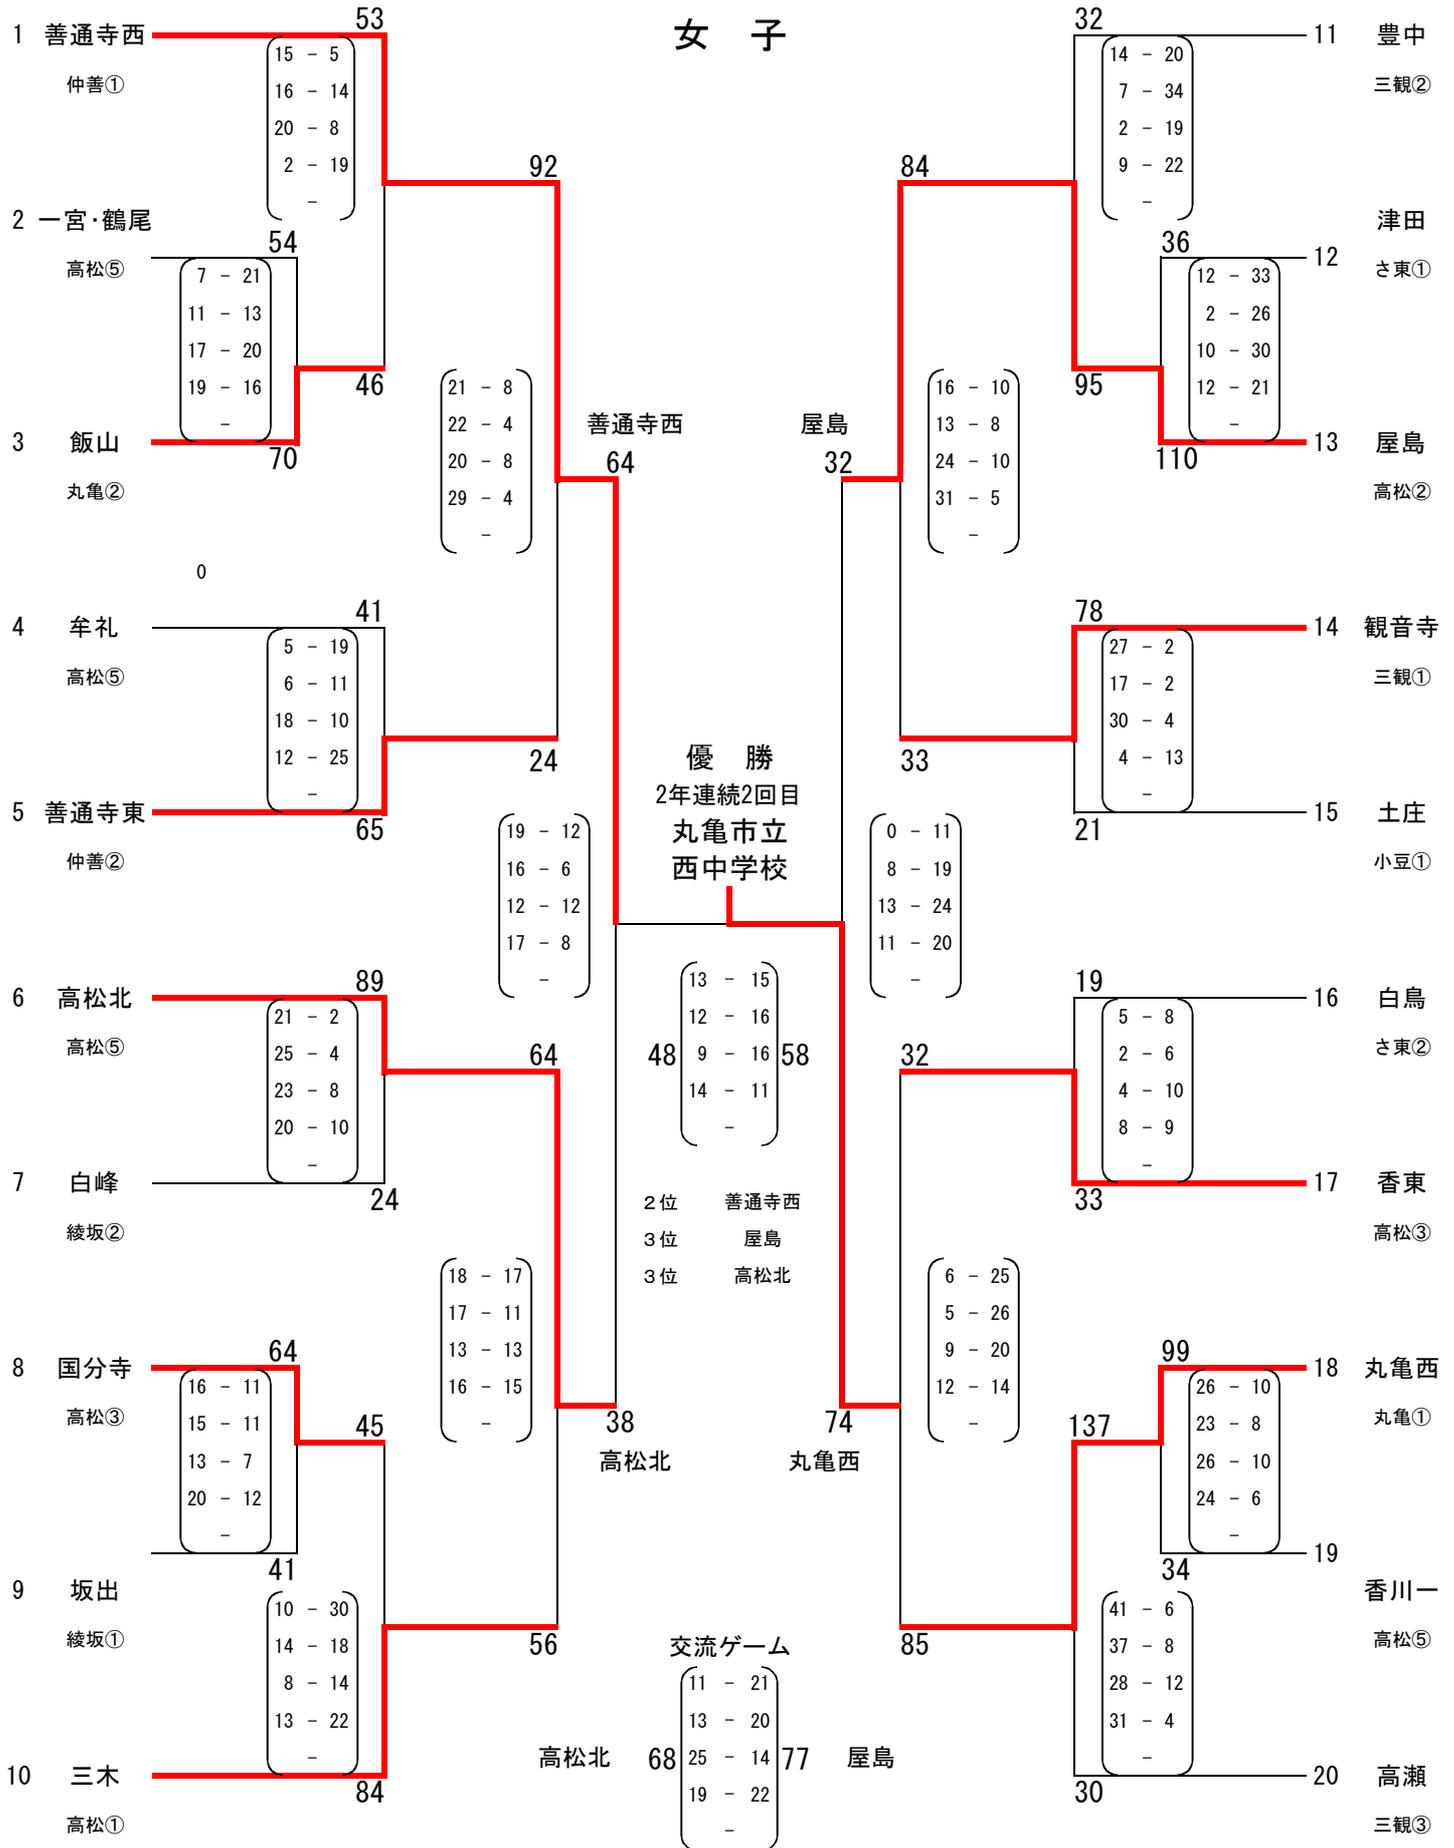 女 子
53
1 善通寺西
仲善①
15 - 5
16 - 14
20 - 8
2 - 19
-
2 一宮･鶴尾
高松⑤
54
7 - 21
11 - 13
17 - 20
19 - 16
-
46
3 飯山
丸亀②
70
92
21 - 8
22 - 4
20 - 8
29 - 4
-
善通寺西
64
0
4 牟礼
高松⑤
41
5 - 19
6 - 11
18 - 10
12 - 25
-
5 善通寺東
仲善②
65
24
19 - 12
16 - 6
12 - 12
17 - 8
-
6 高松北
高松⑤
89
21 - 2
25 - 4
23 - 8
20 - 10
-
7 白峰
綾坂②
24
64
18 - 17
17 - 11
13 - 13
16 - 15
-
38
高松北
8 国分寺
高松③
64
16 - 11
15 - 11
13 - 7
20 - 12
-
45
9 坂出
綾坂①
41
10 - 30
14 - 18
8 - 14
13 - 22
-
10 三木
高松①
84
56
優 勝
2年連続2回目
丸亀市立
西中学校
13 - 15
12 - 16
48 9 - 16 58
14 - 11
-
２位 善通寺西
３位 屋島
３位 高松北
交流ゲーム
11 - 21
13 - 20
高松北 68 25 - 14 77 屋島
19 - 22
-
32
11 豊中
三観②
14 - 20
7 - 34
2 - 19
9 - 22
-
84
津田
36
12
さ東①
12 - 33
2 - 26
10 - 30
12 - 21
-
95
13 屋島
高松②
110
16 - 10
13 - 8
24 - 10
31 - 5
-
屋島
32
78
14 観音寺
三観①
27 - 2
17 - 2
30 - 4
4 - 13
-
33
21
15 土庄
小豆①
0 - 11
8 - 19
13 - 24
11 - 20
-
19
16 白鳥
さ東②
5 - 8
2 - 6
4 - 10
8 - 9
-
32
33
17 香東
高松③
6 - 25
5 - 26
9 - 20
12 - 14
-
74
丸亀西
99
18 丸亀西
丸亀①
26 - 10
23 - 8
26 - 10
24 - 6
-
137
34
19
香川一
高松⑤
41 - 6
37 - 8
28 - 12
31 - 4
-
85
30
20 高瀬
三観③